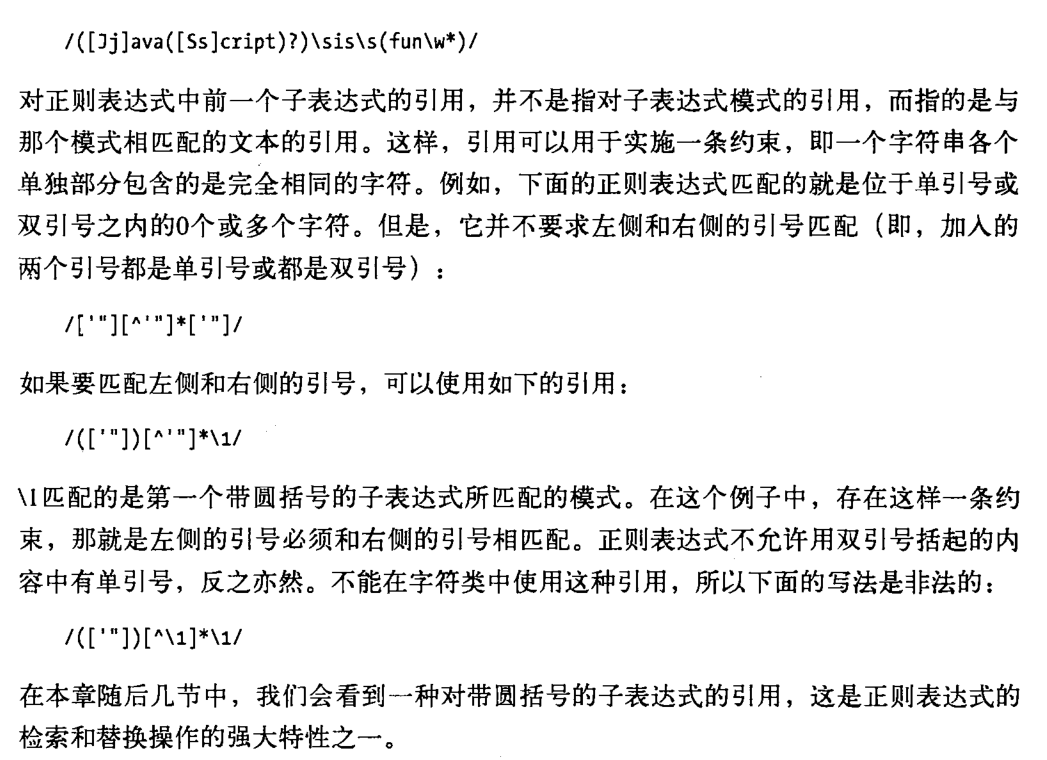 /([Jj]ava([Ss]cript)?)\sis\s(fun\w*)/
对正则表达式中前一个子表达式的引用，并不是指对子表达式模式的引用，而指的是与
那个模式相匹配的文本的引用。这样，引用可以用于实施一条约束，即一个字符串各个
单独部分包含的是完全相同的字符。例如，下面的正则表达式匹配的就是位于单引号或
双引号之内的0个或多个字符。但是，它并不要求左侧和右侧的引号匹配（即，加入的
两个引号都是单引号或都是双引号）：
/['"][^'"]*['"]/
如果要匹配左侧和右侧的引号，可以使用如下的引用：
/(['"])[^'"]*\1/
\1匹配的是第一个带圆括号的子表达式所匹配的模式。在这个例子中，存在这样一条约
束，那就是左侧的引号必须和右侧的引号相匹配。正则表达式不允许用双引号括起的内
容中有单引号，反之亦然。不能在字符类中使用这种引用，所以下面的写法是非法的：
/(['"])[^\1]*\1/
在本章随后几节中，我们会看到一种对带圆括号的子表达式的引用，这是正则表达式的
检索和替换操作的强大特性之一。